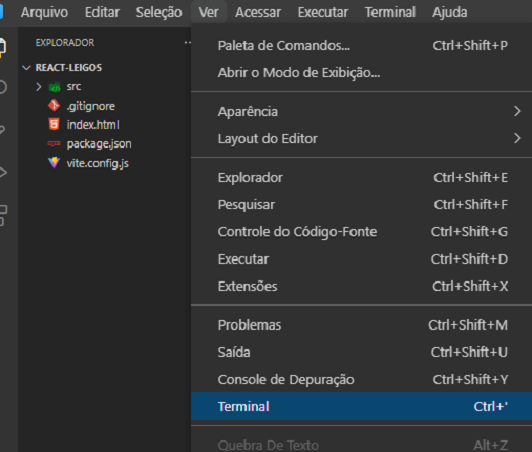 Arquivo Editar Seleção Ver Acessar Executar Terminal Ajuda
EXPLORADOR
REACT-LEIGOS
src
.gitignore
index.html
package.json
vite.config.js
Paleta de Comandos... Ctrl+Shift+P
Abrir o Modo de Exibição...
Aparência
Layout do Editor
Explorador Ctrl+Shift+E
Pesquisar Ctrl+Shift+F
Controle do Código-Fonte Ctrl+Shift+G
Executar Ctrl+Shift+D
Extensões Ctrl+Shift+X
Problemas Ctrl+Shift+M
Saída Ctrl+Shift+U
Console de Depuração Ctrl+Shift+Y
Terminal Ctrl+'
Quebra De Texto Alt+Z